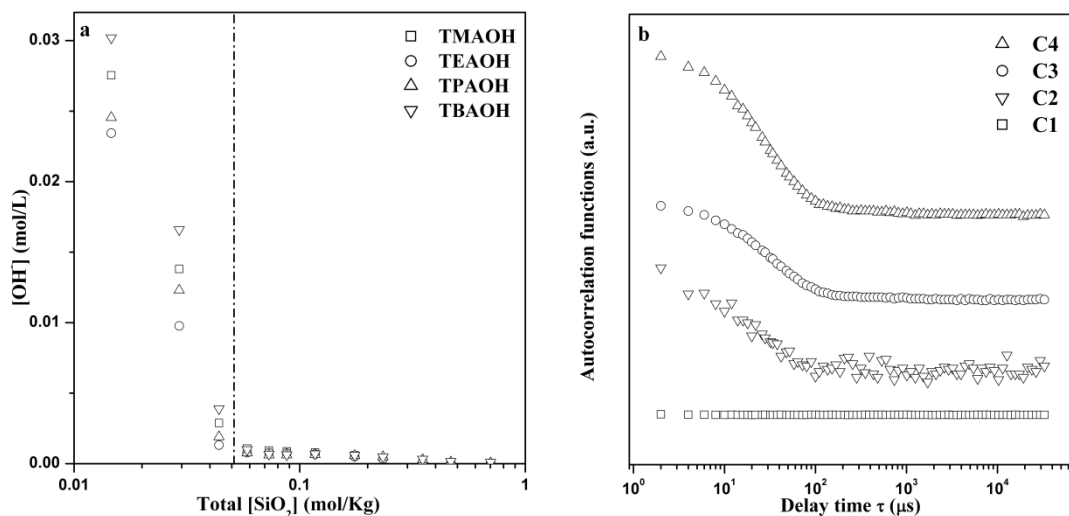 a
TMAOH
TEAOH
TPAOH
TBAOH
0.03
0.02
0.01
0.00
[OH⁻] (mol/L)
0.01
0.1
1
Total [SiO₂] (mol/Kg)
b
C4
C3
C2
C1
Autocorrelation functions (a.u.)
10⁰ 10¹ 10² 10³ 10⁴
Delay time τ (μs)